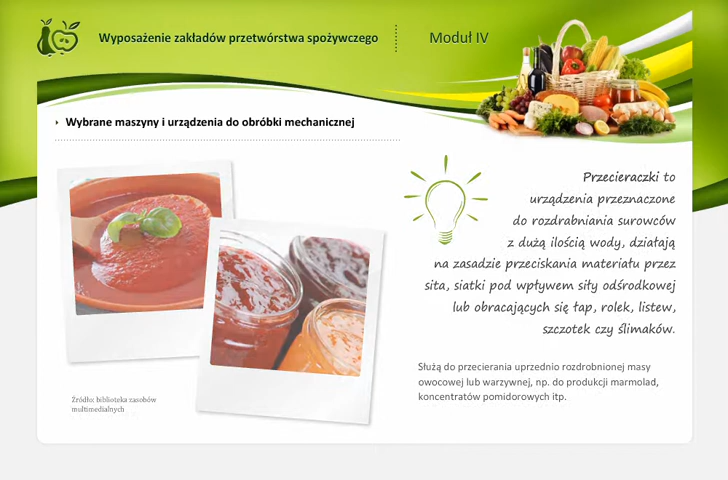 Wyposażenie zakładów przetwórstwa spożywczego
Moduł IV
Wybrane maszyny i urządzenia do obróbki mechanicznej
Przecieraczki to
urządzenia przeznaczone
do rozdrabniania surowców
z dużą ilością wody, działają
na zasadzie przeciskania materiału przez
sita, siatki pod wpływem siły odśrodkowej
lub obracających się łap, rolek, listew,
szczotek czy ślimaków.
Służą do przecierania uprzednio rozdrobnionej masy
owocowej lub warzywnej, np. do produkcji marmolad,
koncentratów pomidorowych itp.
Źródło: biblioteka zasobów
multimedialnych